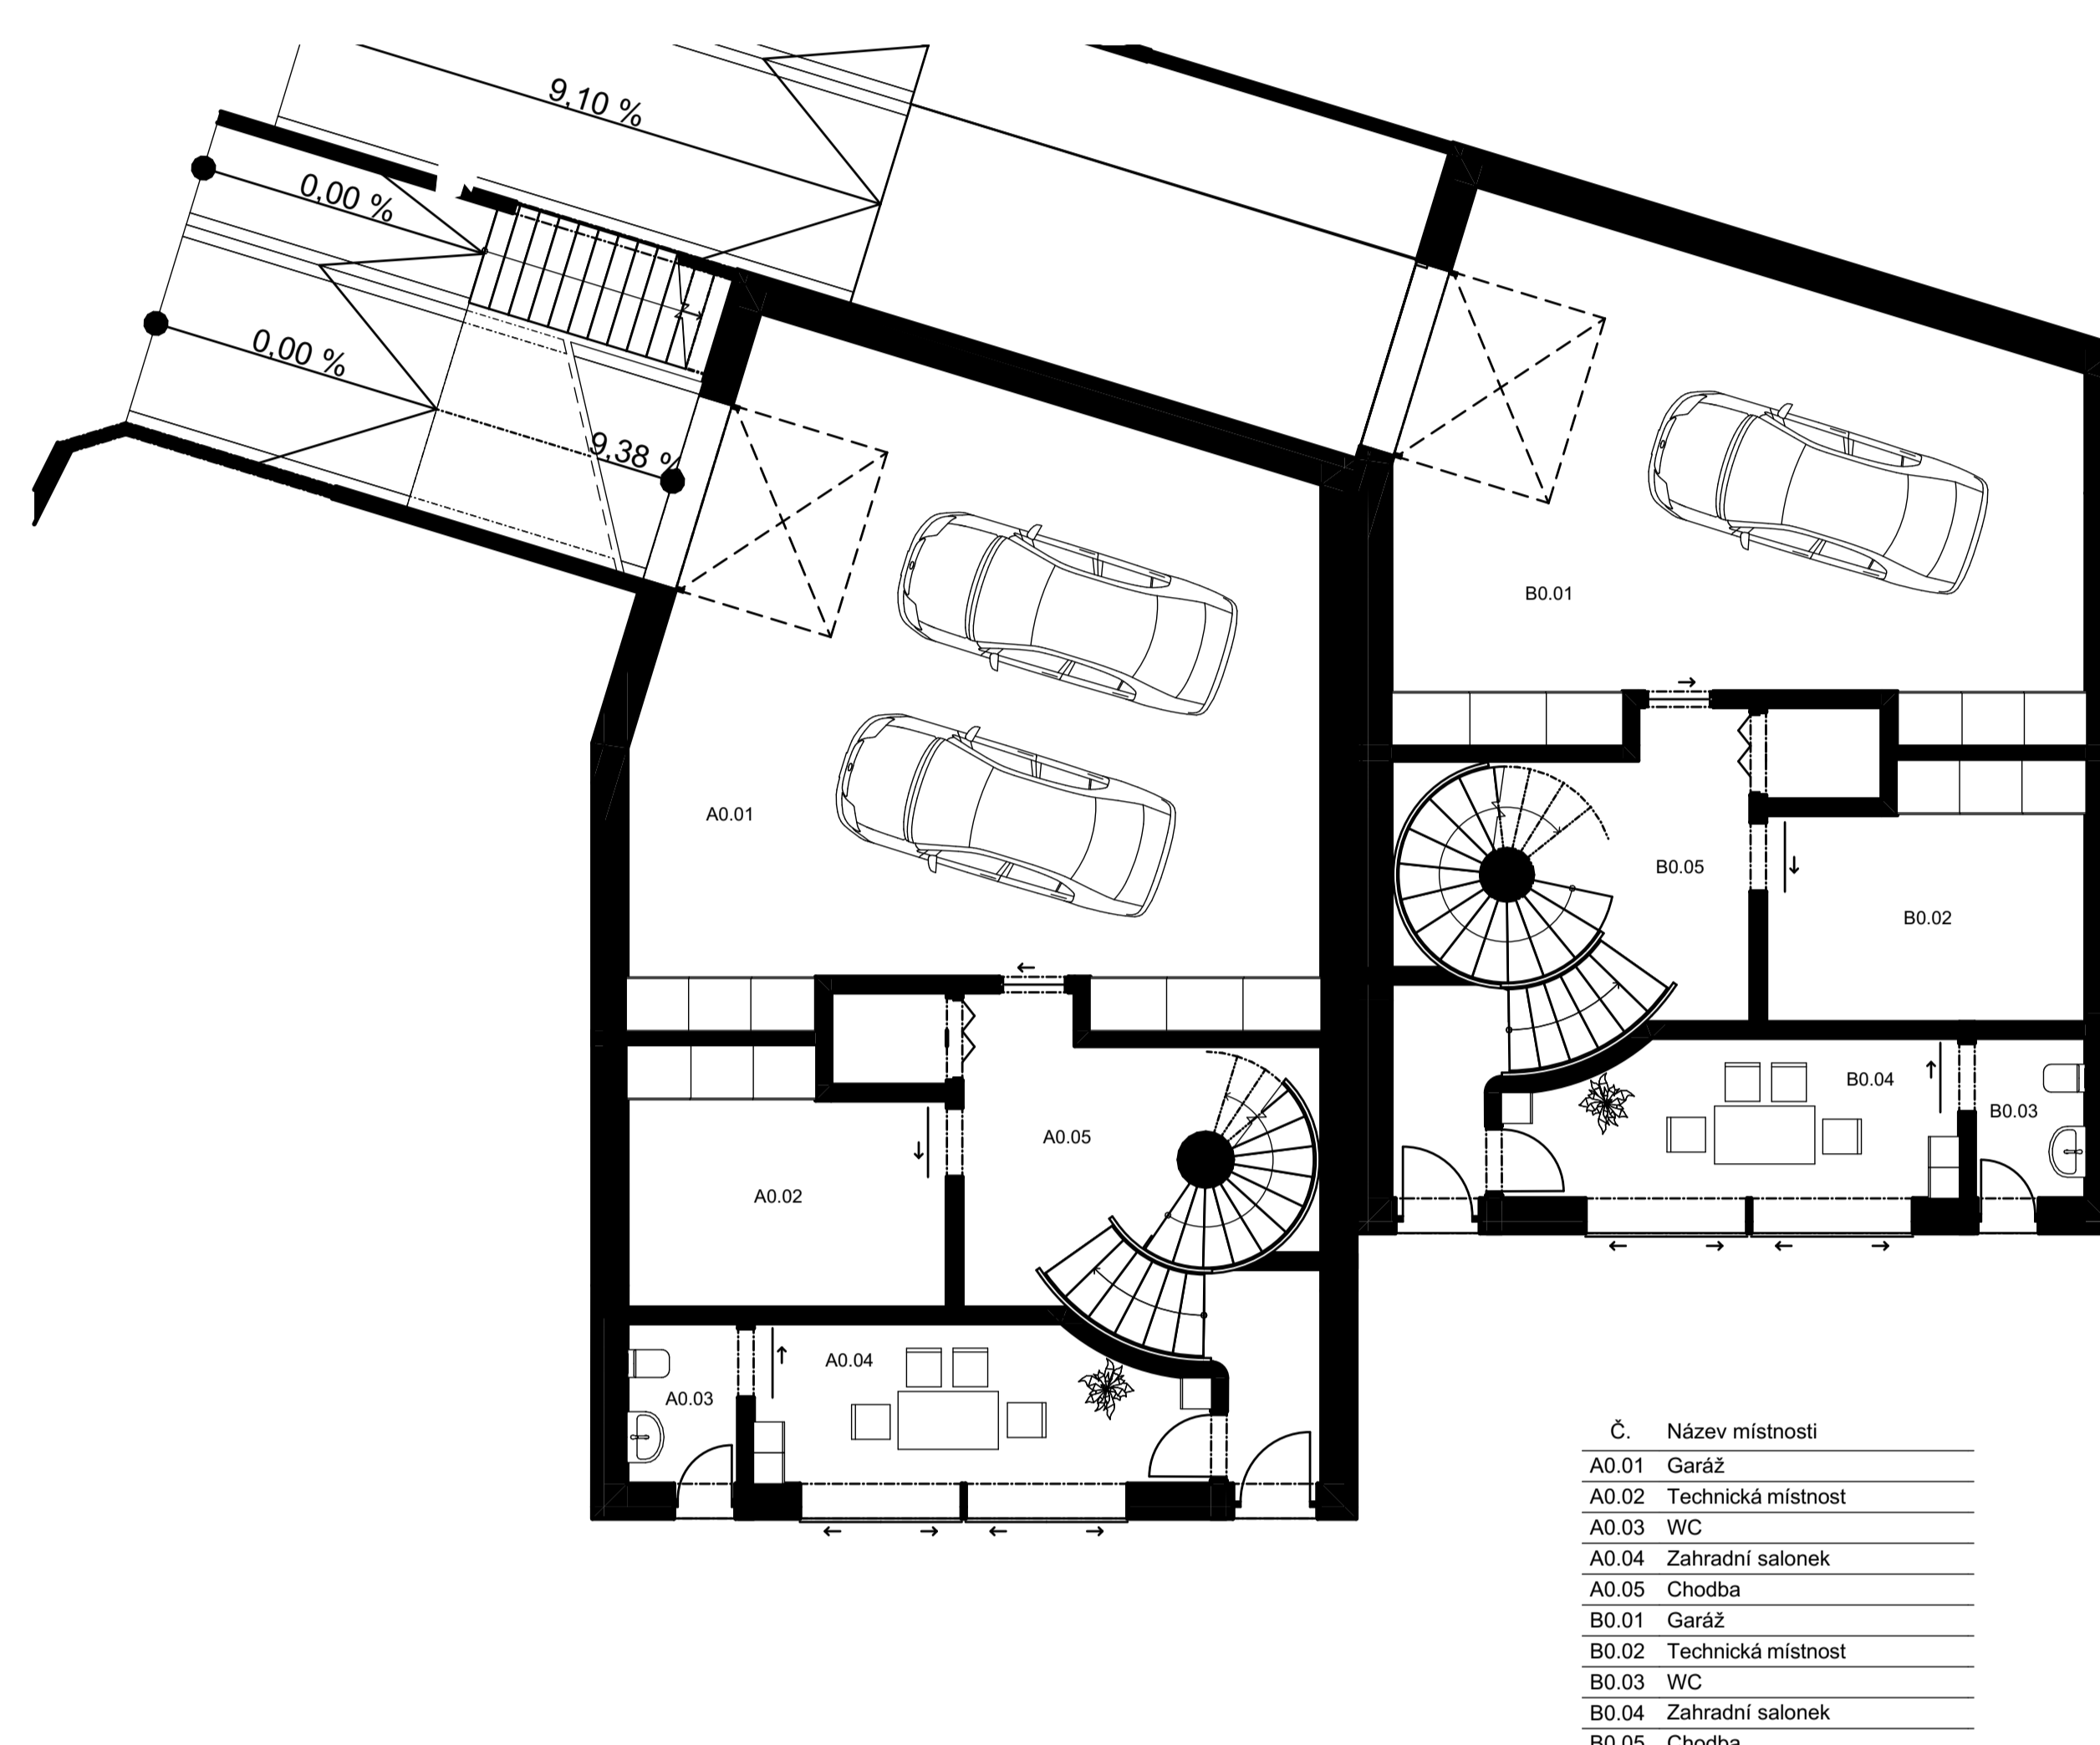 9,10 %
0,00 %
0,00 %
9,38 %
B0.01
A0.01
B0.05
B0.02
B0.04
B0.03
A0.05
A0.02
A0.04
A0.03
Č. Název místnosti
A0.01 Garáž
A0.02 Technická místnost
A0.03 WC
A0.04 Zahradní salonek
A0.05 Chodba
B0.01 Garáž
B0.02 Technická místnost
B0.03 WC
B0.04 Zahradní salonek
B0.05 Chodba